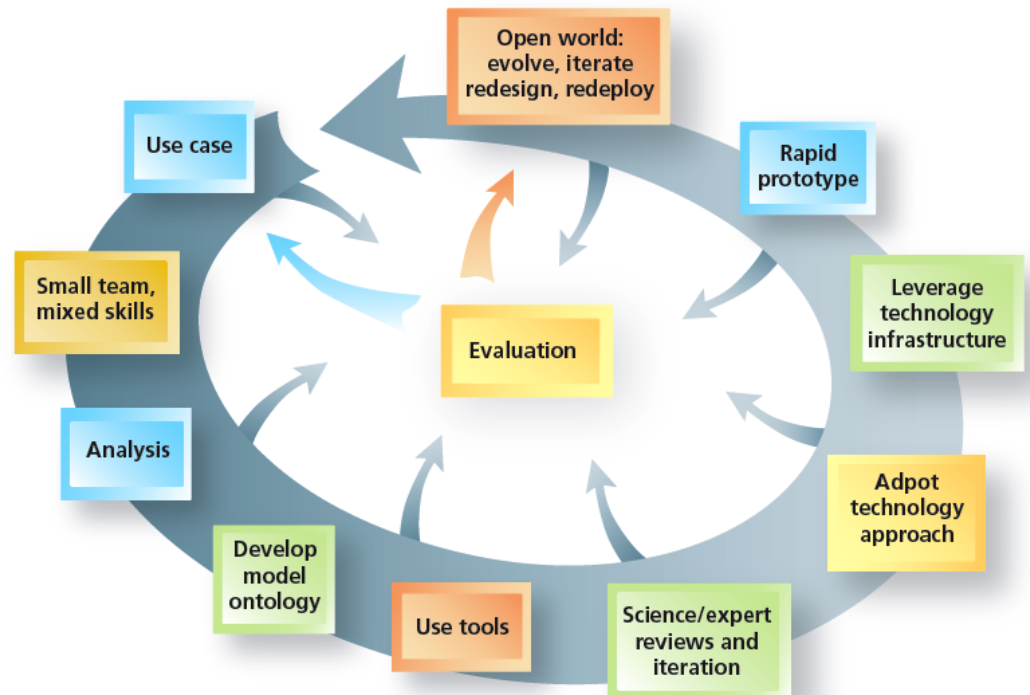 Open world:
evolve, iterate
redesign, redeploy
Use case
Rapid
prototype
Small team,
mixed skills
Leverage
technology
infrastructure
Evaluation
Analysis
Adpot
technology
approach
Develop
model
ontology
Use tools
Science/expert
reviews and
iteration